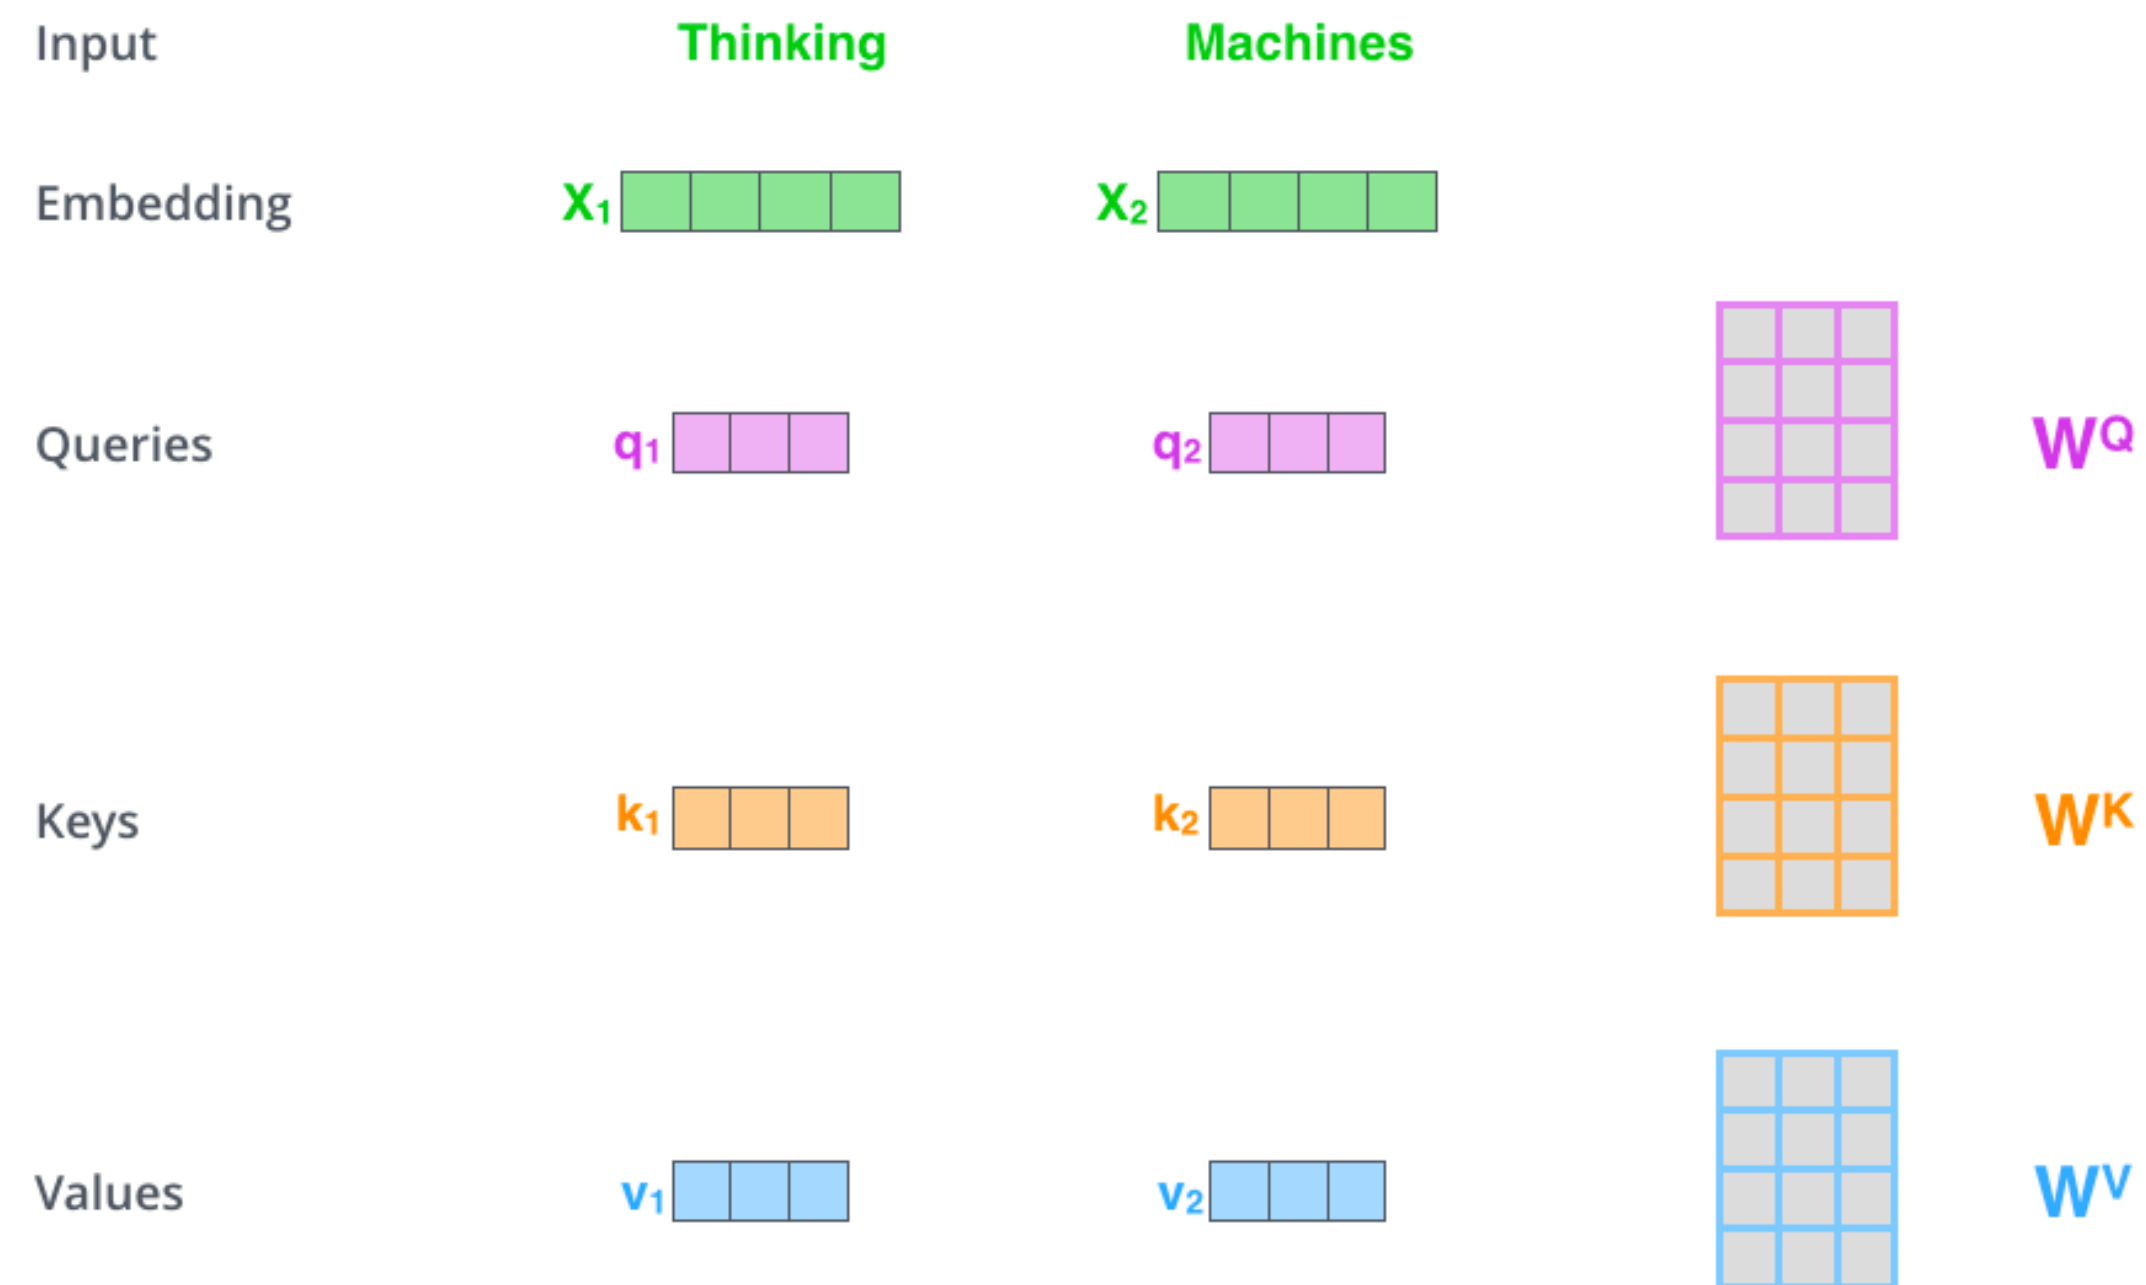 Input Thinking Machines
Embedding X1 X2
Queries q1 q2 WQ
Keys k1 k2 WK
Values v1 v2 WV